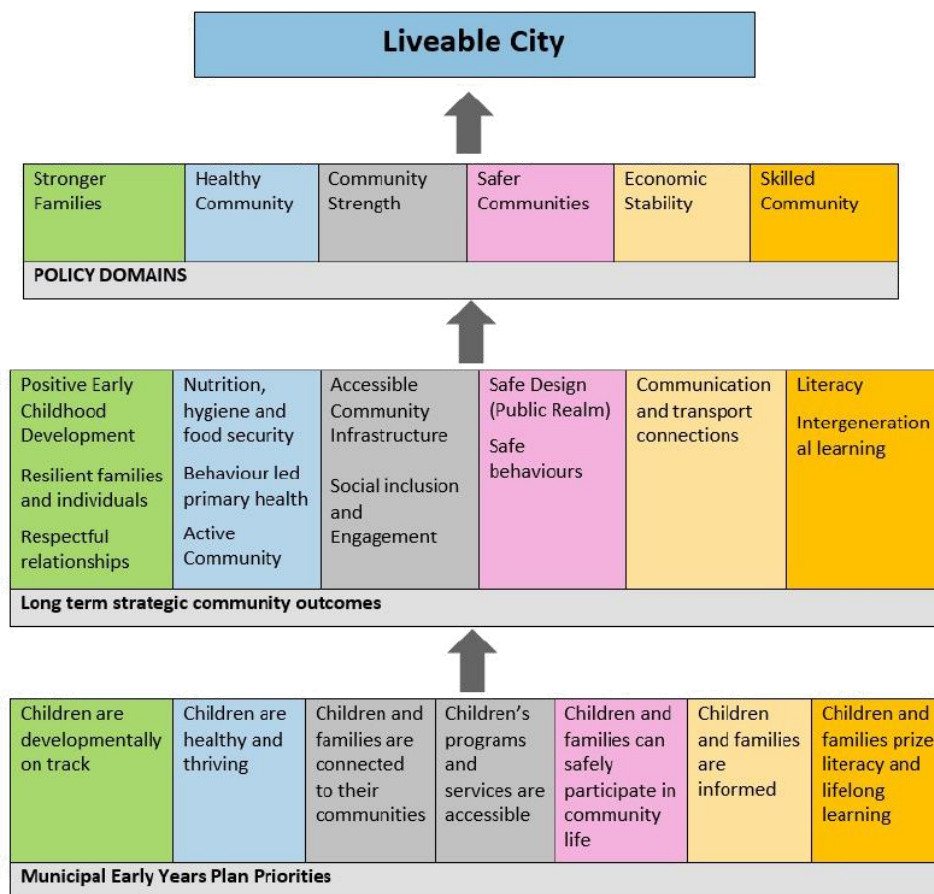 Liveable City
Stronger
Families
Healthy
Community
Community
Strength
Safer
Communities
Economic
Stability
Skilled
Community
POLICY DOMAINS
Positive Early
Childhood
Development
Resilient families
and individuals
Respectful
relationships
Nutrition,
hygiene and
food security
Behaviour led
primary health
Active
Community
Accessible
Community
Infrastructure
Social inclusion
and
Engagement
Safe Design
(Public Realm)
Safe
behaviours
Communication
and transport
connections
Literacy
Intergeneration
al learning
Long term strategic community outcomes
Children are
developmentally
on track
Children are
healthy and
thriving
Children and
families are
connected
to their
communities
Children's
programs
and
services are
accessible
Children and
families can
safely
participate in
community
life
Children
and families
are
informed
Children and
families prize
literacy and
lifelong
learning
Municipal Early Years Plan Priorities